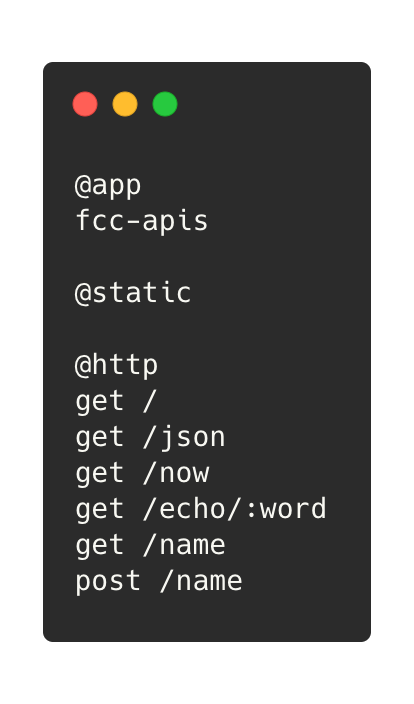 @app
fcc-apis
@static
@http
get /
get /json
get /now
get /echo/:word
get /name
post /name